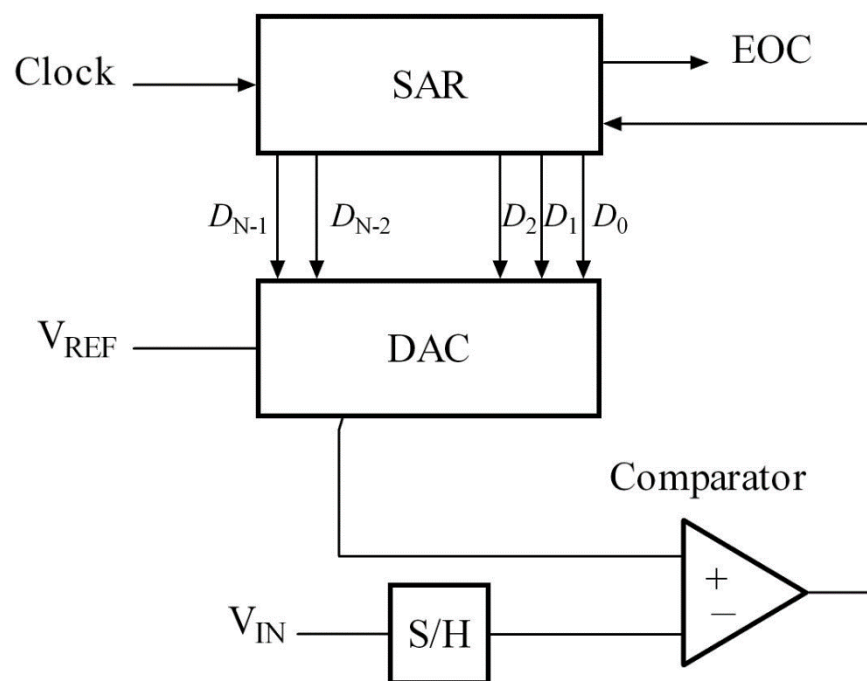 Clock
SAR
EOC
D_N-1
D_N-2
D_2
D_1
D_0
V_REF
DAC
Comparator
+
−
V_IN
S/H